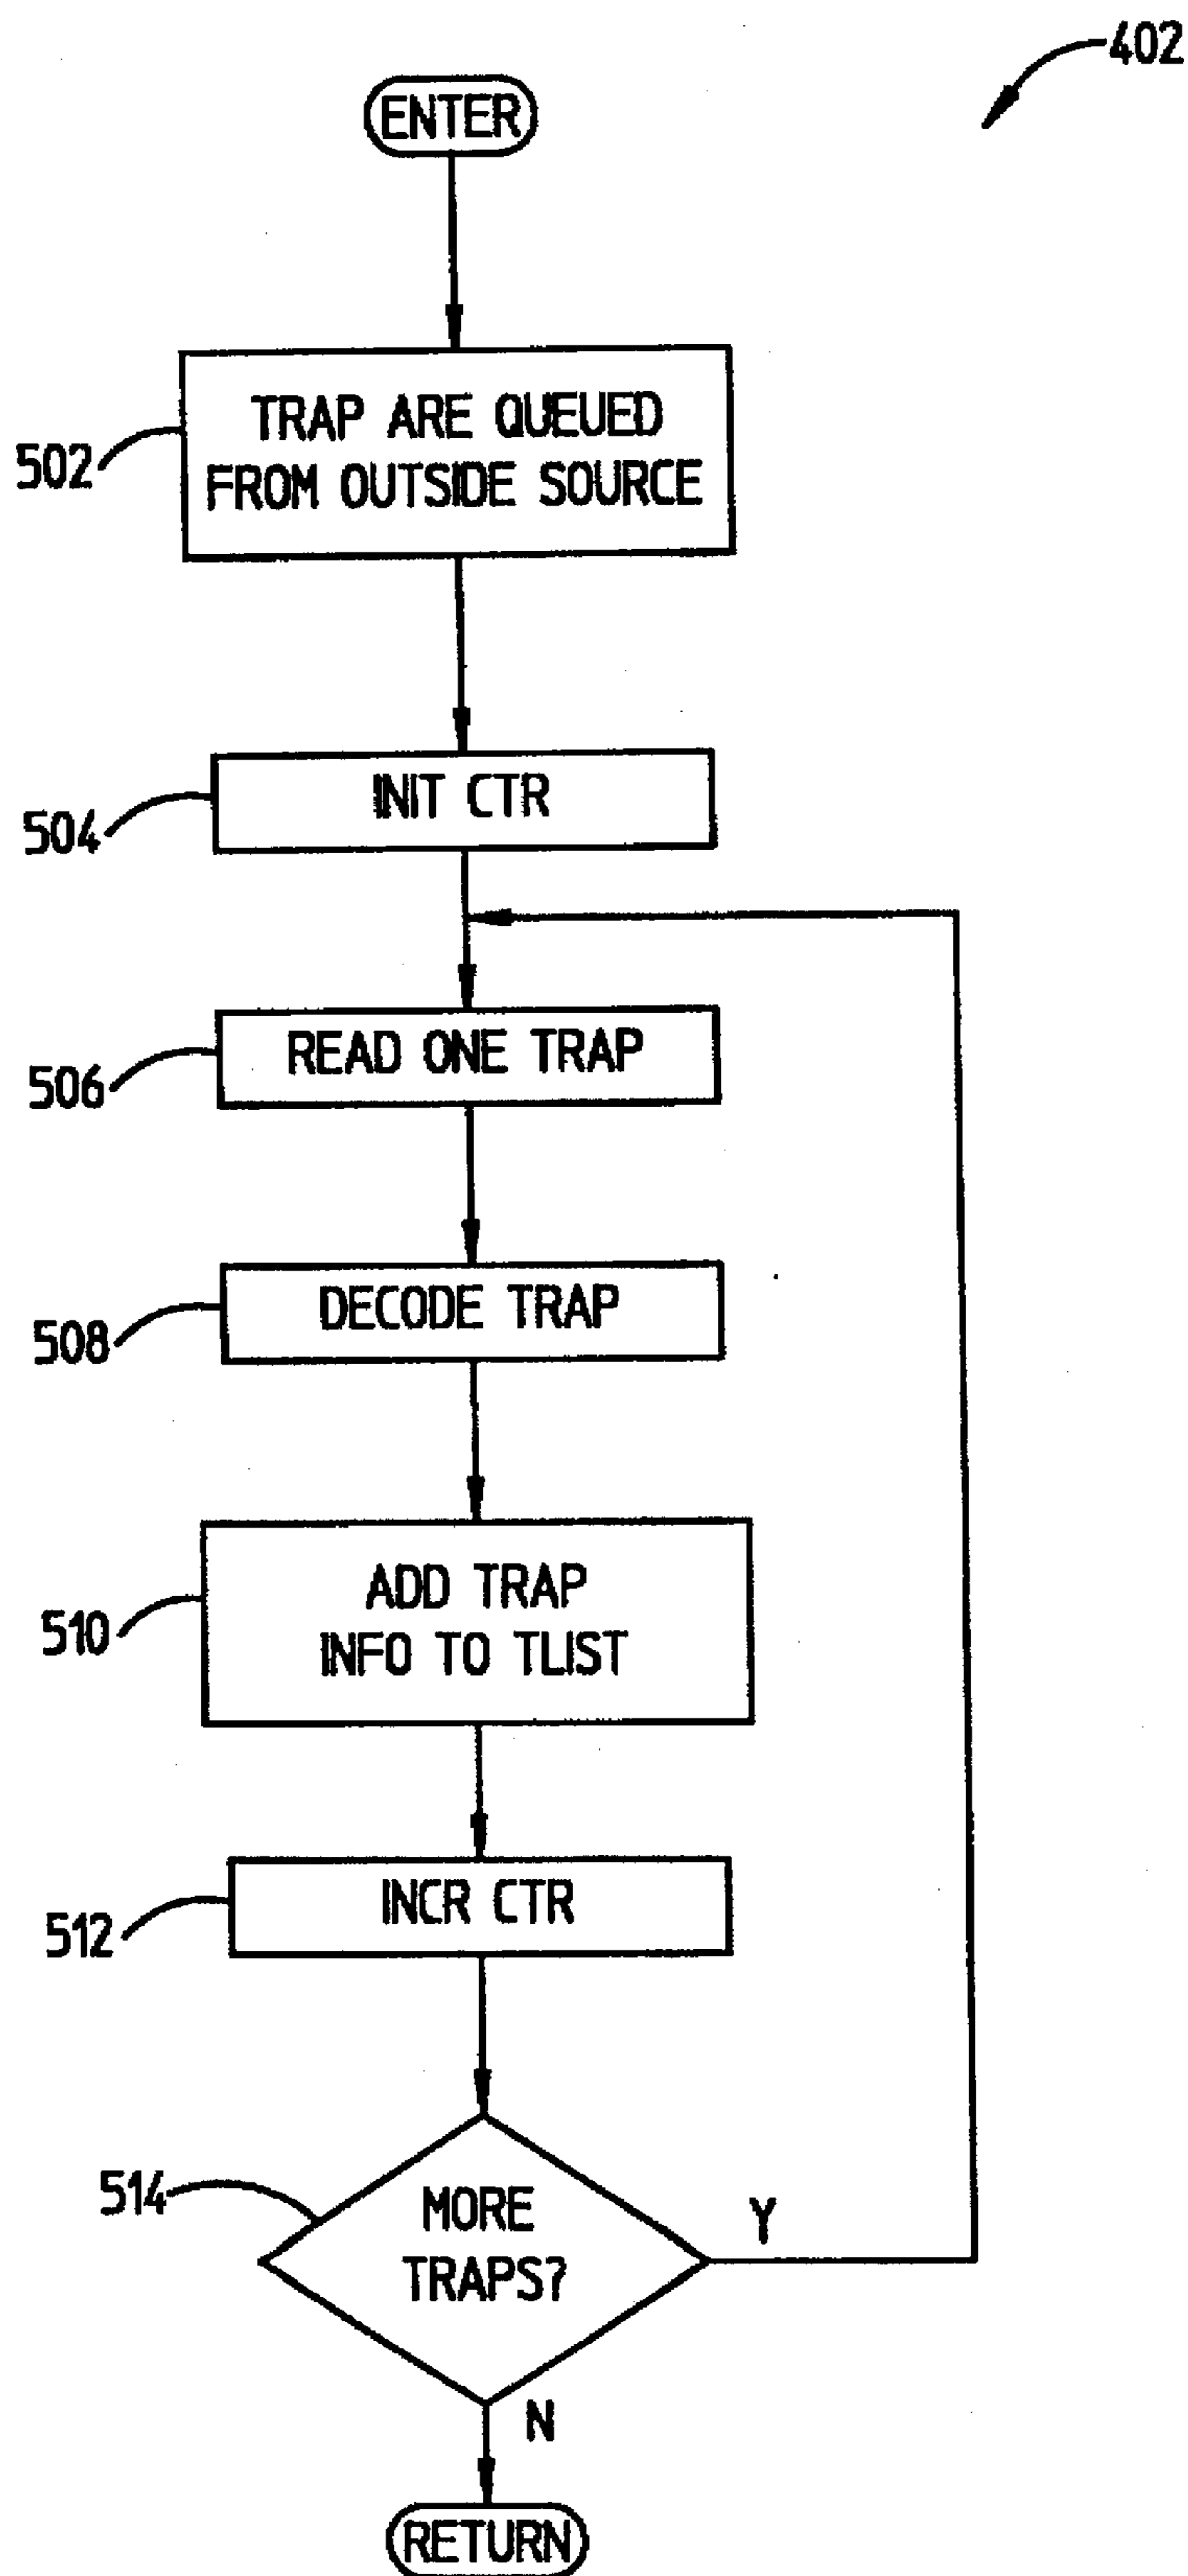 402
ENTER
502
TRAP ARE QUEUED
FROM OUTSIDE SOURCE
504
INIT CTR
506
READ ONE TRAP
508
DECODE TRAP
510
ADD TRAP
INFO TO TLIST
512
INCR CTR
514
MORE
TRAPS?
Y
N
RETURN